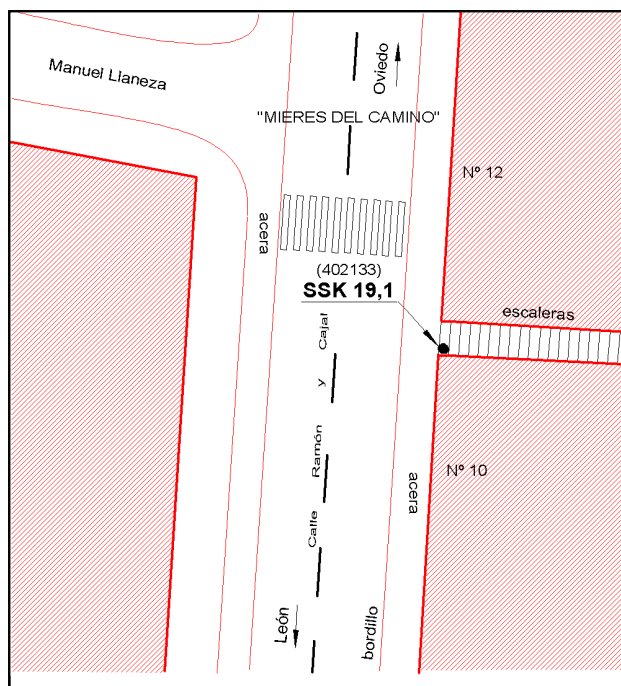 Manuel Llaneza
Oviedo
"MIERES DEL CAMINO"
Nº 12
acera
(402133)
SSK 19,1
escaleras
Calle Ramón y Cajal
Nº 10
acera
León
bordillo